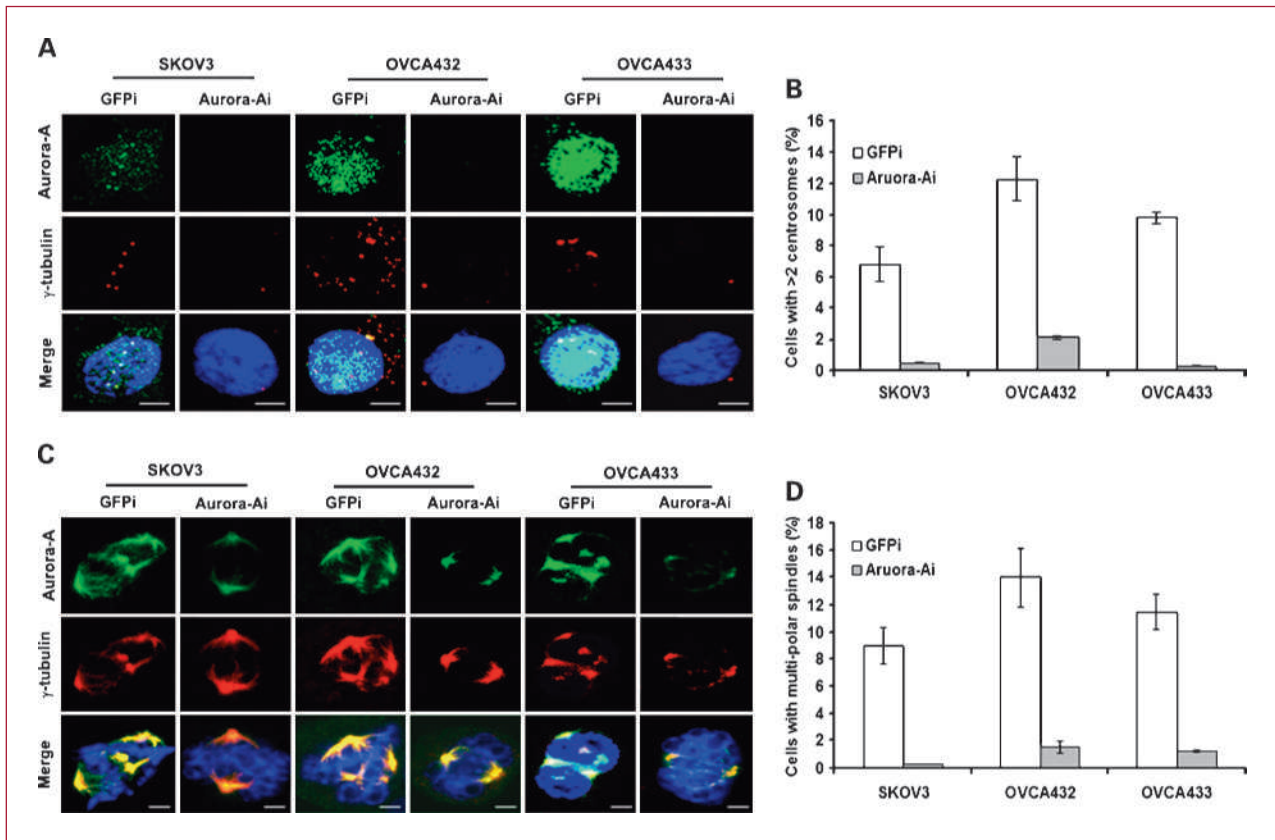 A
SKOV3 OVCA432 OVCA433
GFPi Aurora-Ai GFPi Aurora-Ai GFPi Aurora-Ai
Aurora-A
γ-tubulin
Merge
B
Cells with >2 centrosomes (%)
16
14
12
10
8
6
4
2
0
GFPi
Aruora-Ai
SKOV3 OVCA432 OVCA433
C
SKOV3 OVCA432 OVCA433
GFPi Aurora-Ai GFPi Aurora-Ai GFPi Aurora-Ai
Aurora-A
γ-tubulin
Merge
D
Cells with multi-polar spindles (%)
18
16
14
12
10
8
6
4
2
0
GFPi
Aruora-Ai
SKOV3 OVCA432 OVCA433